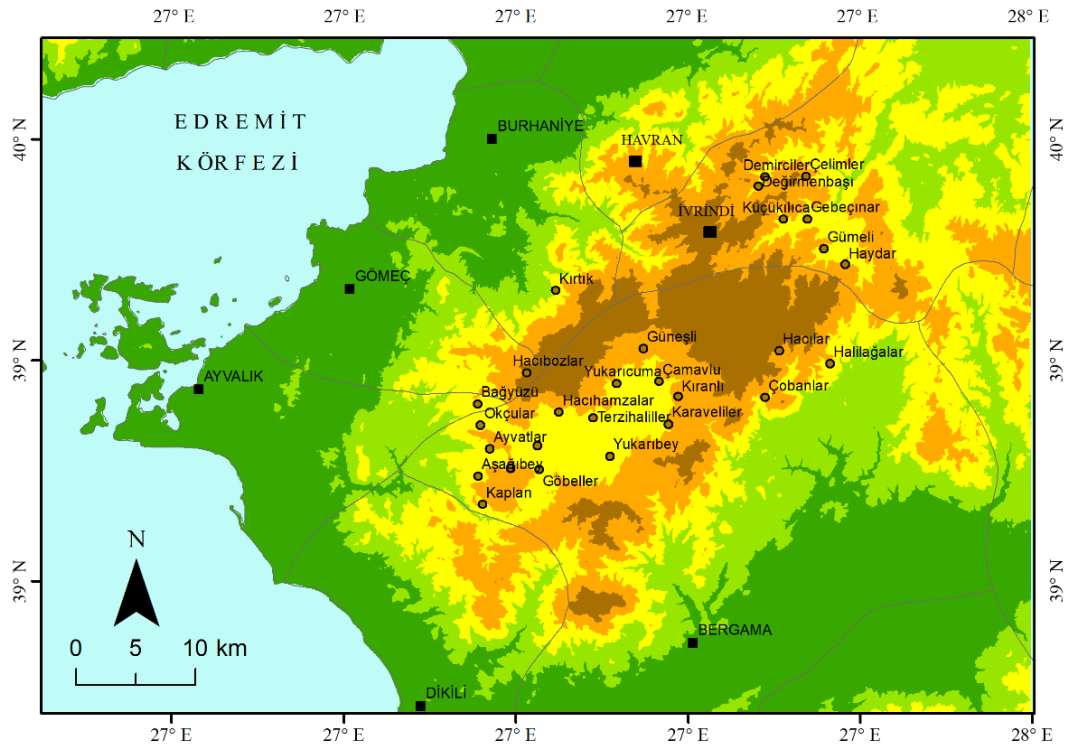 27° E 27° E 27° E 27° E 27° E 28° E
EDREMİT
KÖRFEZİ
BURHANİYE
HAVRAN
40° N
40° N
Demirciler
Çelimler
Değirmenbaşı
Küçükılıca
Gebeçınar
İVRİNDİ
Gümeli
Haydar
GÖMEÇ
Kırtık
Güneşli
Hacılar
Halilağalar
39° N
39° N
Hacıbozlar
Yukarıcuma
Çamavlu
AYVALIK
Bağyüzü
Kıranlı
Çobanlar
Hacıhamzalar
Okçular
Terzihaliller
Karaveliler
Ayvatlar
Yukarıbey
Aşağıbey
Göbeller
Kaplan
N
39° N
39° N
BERGAMA
0 5 10 km
DİKİLİ
27° E 27° E 27° E 27° E 27° E 28° E